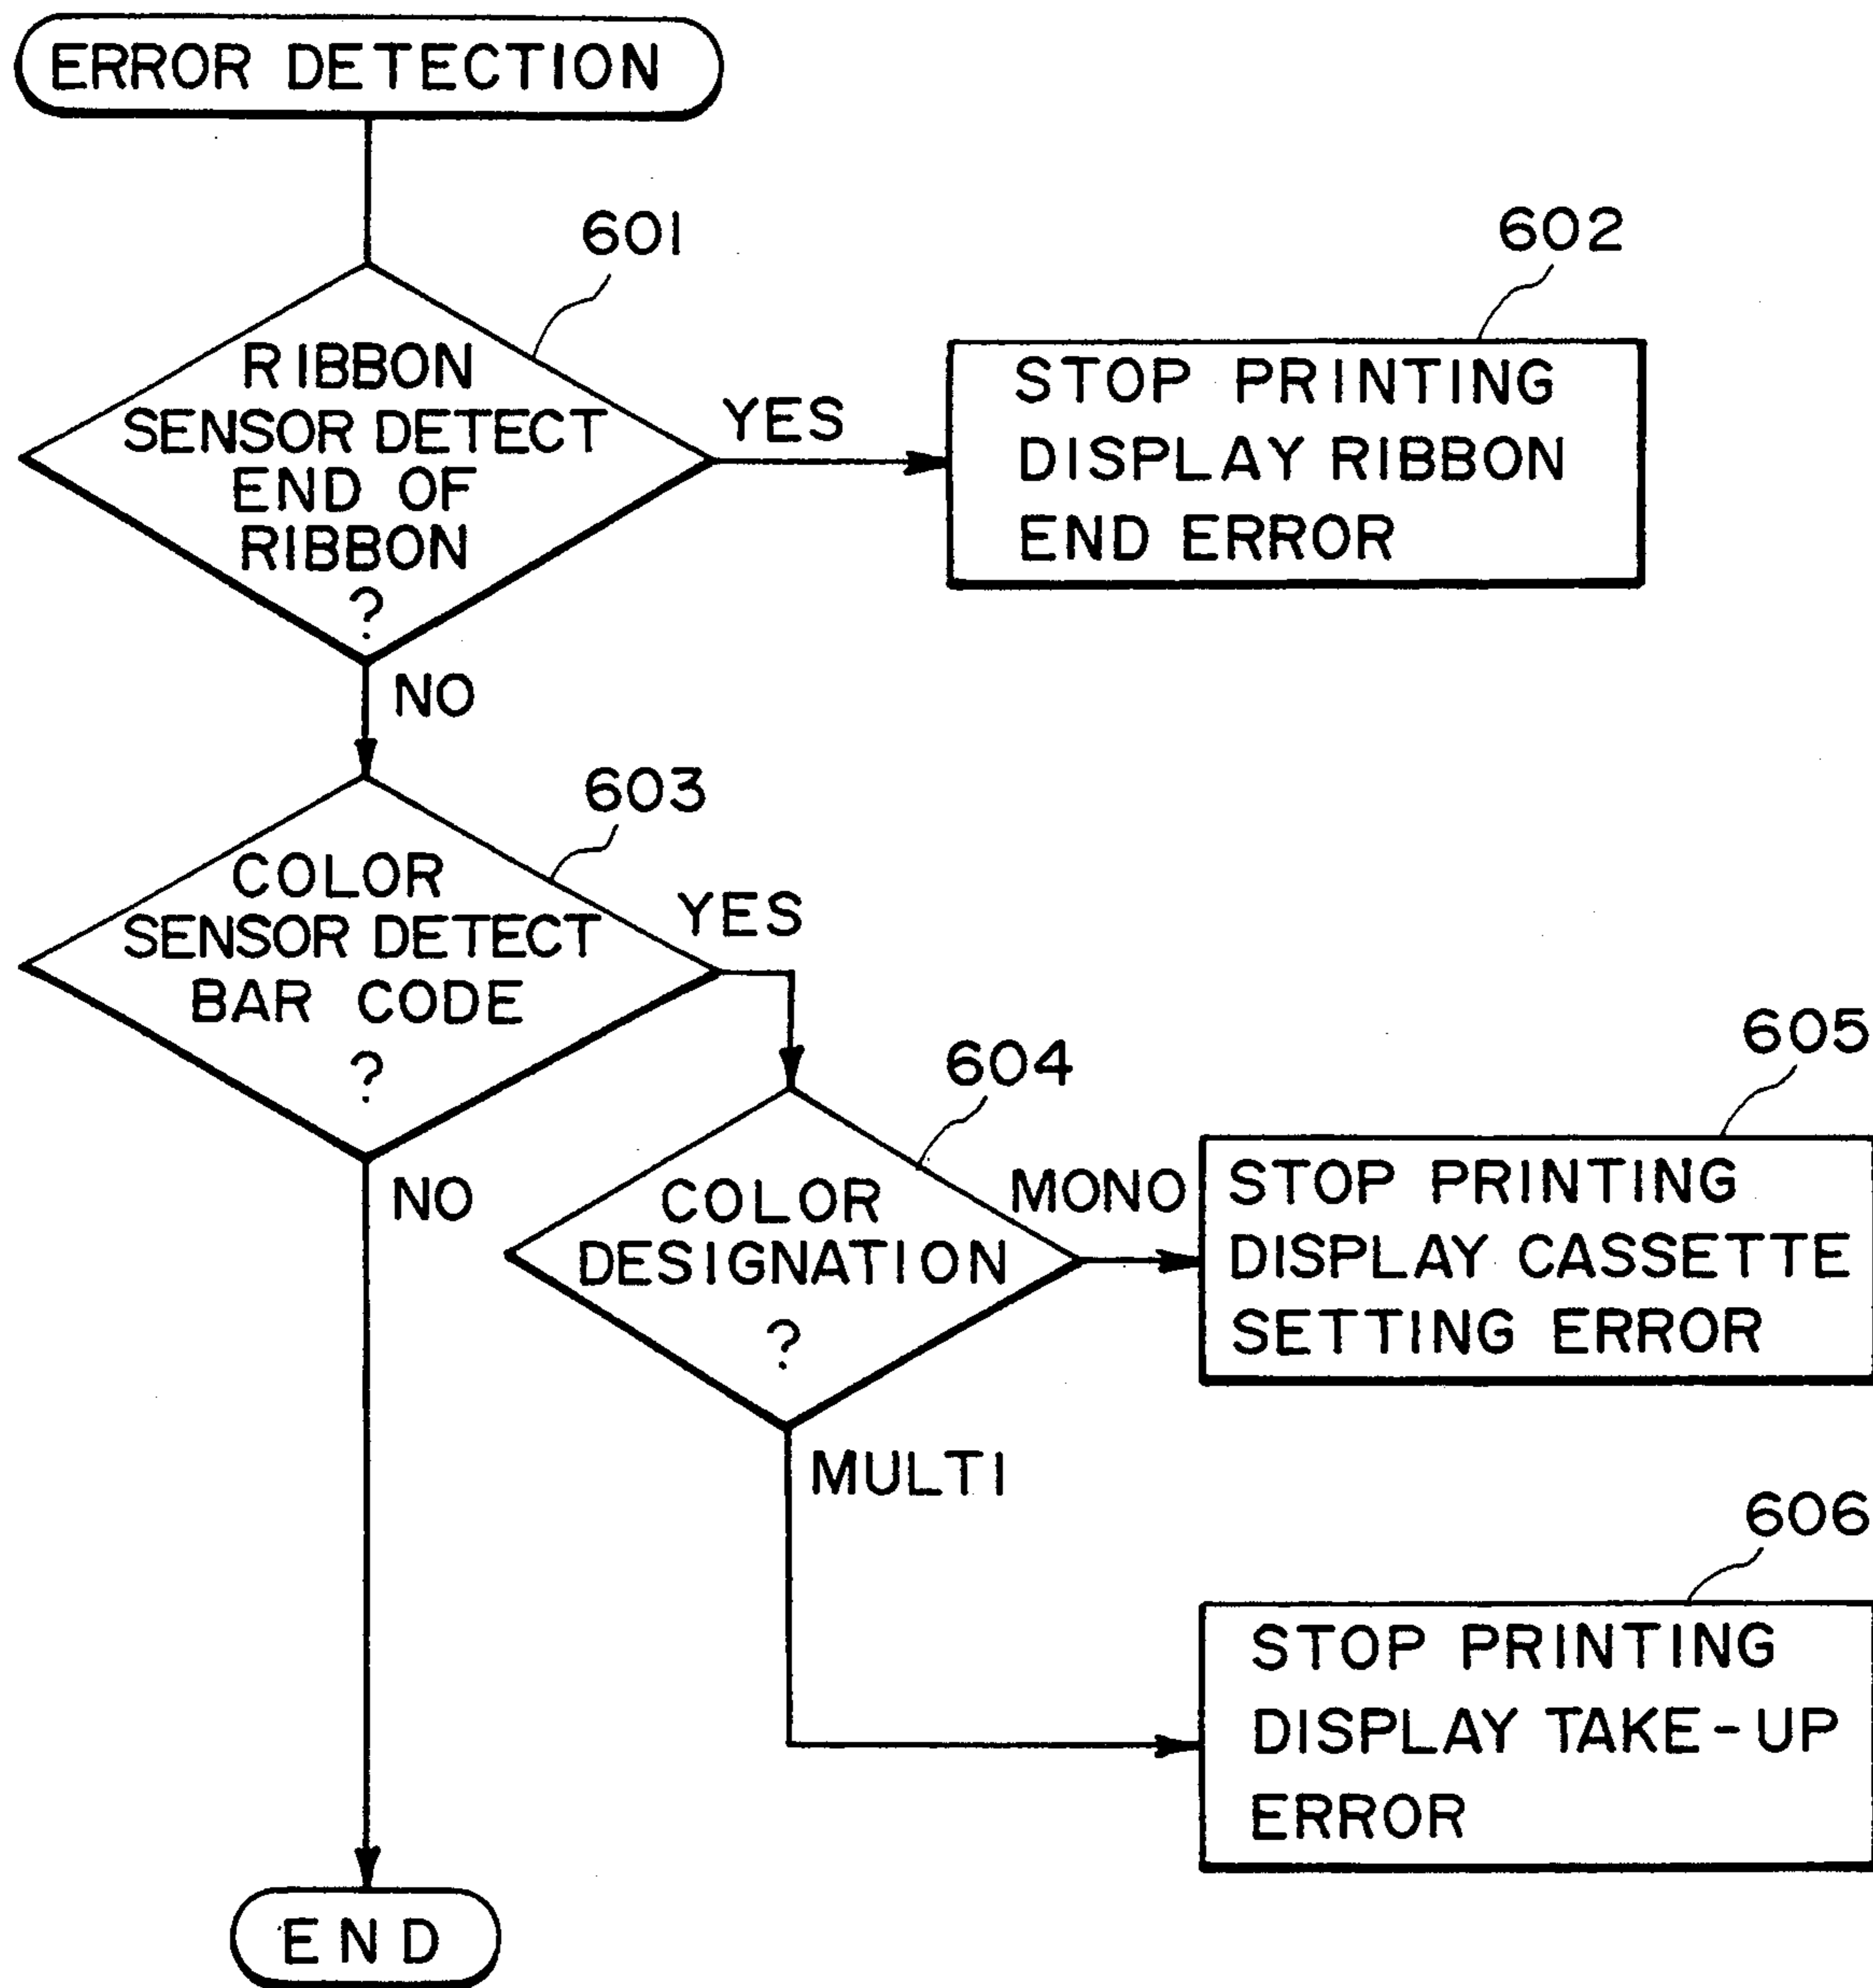 ERROR DETECTION
601
RIBBON
SENSOR DETECT
END OF
RIBBON
?
YES
602
STOP PRINTING
DISPLAY RIBBON
END ERROR
NO
603
COLOR
SENSOR DETECT
BAR CODE
?
YES
NO
604
COLOR
DESIGNATION
?
MONO
605
STOP PRINTING
DISPLAY CASSETTE
SETTING ERROR
MULTI
606
STOP PRINTING
DISPLAY TAKE-UP
ERROR
END